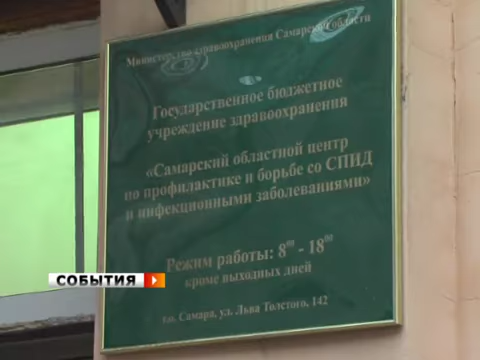 Министерство здравоохранения Самарской области
Государственное бюджетное
учреждение здравоохранения
«Самарский областной центр
по профилактике и борьбе со СПИД
и инфекционными заболеваниями»
Режим работы: 8⁰⁰ - 18⁰⁰
кроме выходных дней
СОБЫТИЯ
Самара, ул. Льва Толстого, 142